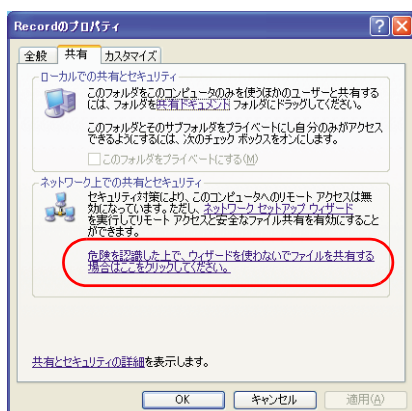 Recordのプロパティ
全般 共有 カスタマイズ
ローカルでの共有とセキュリティ
このフォルダをこのコンピュータのみを使うほかのユーザーと共有する
には、フォルダを共有ドキュメント フォルダにドラッグしてください。
このフォルダとそのサブフォルダをプライベートにし自分のみがアクセス
できるようにするには、次のチェック ボックスをオンにします。
このフォルダをプライベートにする(M)
ネットワーク上での共有とセキュリティ
セキュリティ対策により、このコンピュータへのリモート アクセスは無
効になっています。ただし、ネットワーク セットアップ ウィザード
を実行してリモート アクセスと安全なファイル共有を有効にすること
ができます。
危険を認識した上で、ウィザードを使わないでファイルを共有する
場合はここをクリックしてください。
共有とセキュリティの詳細を表示します。
OK キャンセル 適用(A)